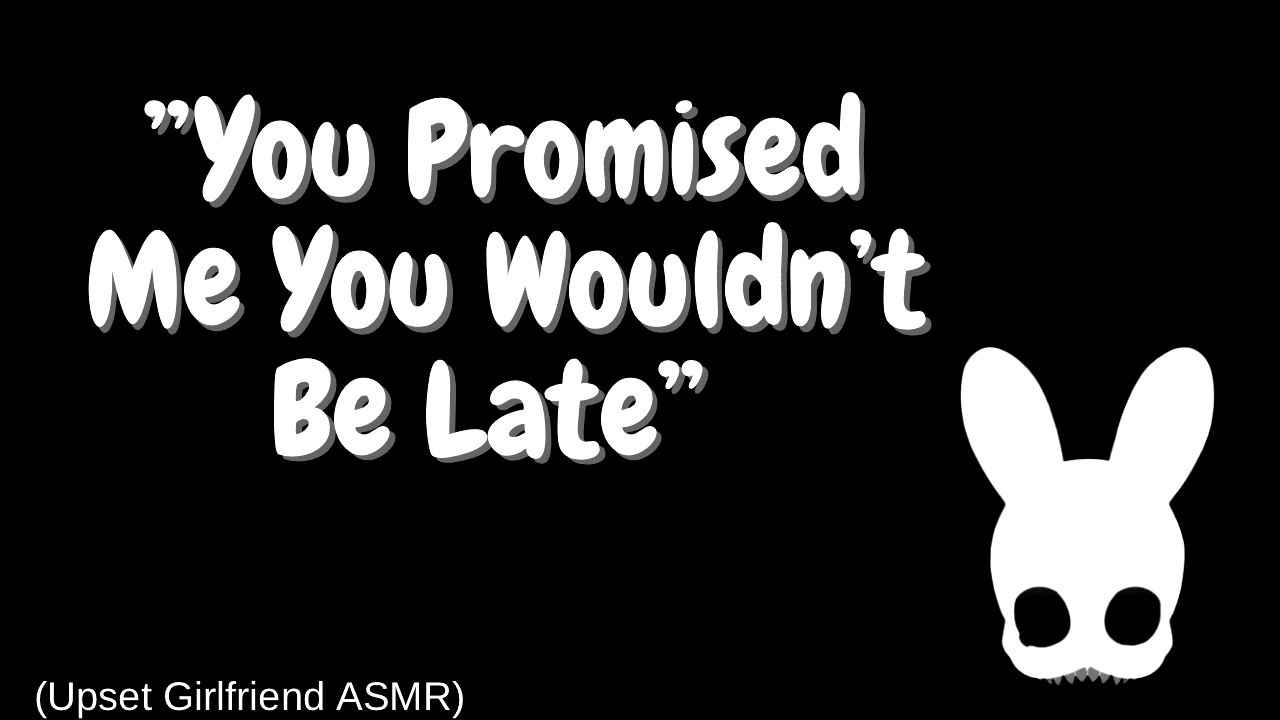 ”You Promised
Me You Wouldn’t
Be Late”
(Upset Girlfriend ASMR)